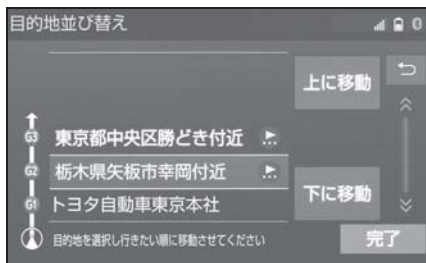 目的地並び替え
上に移動
G3 東京都中央区勝どき付近
G2 栃木県矢板市幸岡付近
G1 トヨタ自動車東京本社
下に移動
目的地を選択し行きたい順に移動させてください
完了